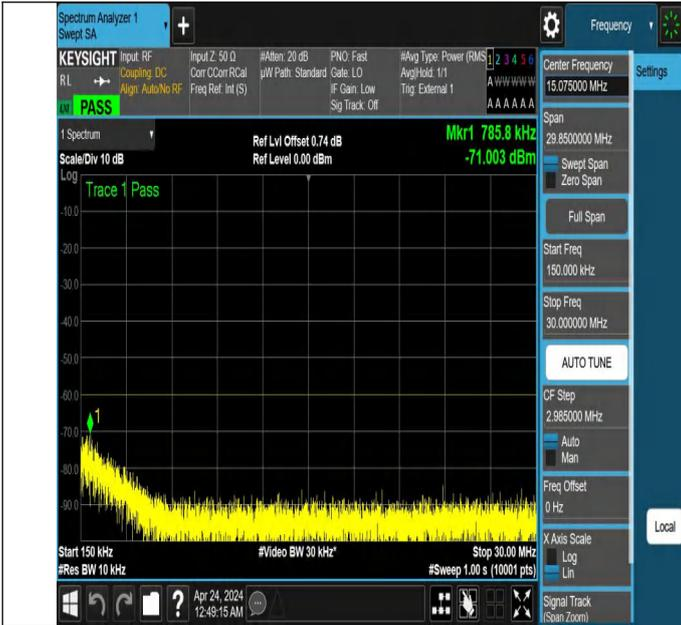 Spectrum Analyzer 1
Swept SA
+
Frequency
KEYSIGHT
RL
LXI PASS
Input: RF
Coupling: DC
Align: Auto/No RF
Input Z: 50 Ω
Corr CCorr RCal
Freq Ref: Int (S)
#Atten: 20 dB
µW Path: Standard
PNO: Fast
Gate: LO
IF Gain: Low
Sig Track: Off
#Avg Type: Power (RMS
Avg|Hold: 1/1
Trig: External 1
1 2 3 4 5 6
A W W W W W
A A A A A A
1 Spectrum
Scale/Div 10 dB
Log
Ref Lvl Offset 0.74 dB
Ref Level 0.00 dBm
Mkr1 785.8 kHz
-71.003 dBm
Trace 1 Pass
-10.0
-20.0
-30.0
-40.0
-50.0
-60.0
1
-70.0
-80.0
-90.0
Start 150 kHz
#Res BW 10 kHz
#Video BW 30 kHz*
Stop 30.00 MHz
#Sweep 1.00 s (10001 pts)
?
Apr 24, 2024
12:49:15 AM
Center Frequency
15.075000 MHz
Span
29.8500000 MHz
Swept Span
Zero Span
Full Span
Start Freq
150.000 kHz
Stop Freq
30.000000 MHz
AUTO TUNE
CF Step
2.985000 MHz
Auto
Man
Freq Offset
0 Hz
X Axis Scale
Log
Lin
Signal Track
(Span Zoom)
Settings
Local